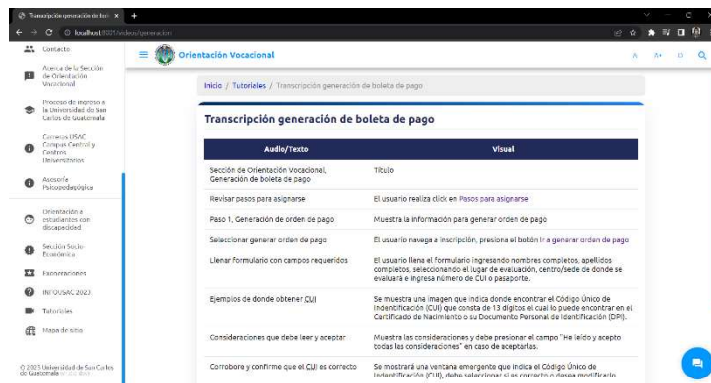 Transcripción generación de bol
localhost:8001/videos/generacion
Contacto
Acerca de la Sección
de Orientación
Vocacional
Proceso de ingreso a
la Universidad de San
Carlos de Guatemala
Carreras USAC
Campus Central y
Centros
Universitarios
Asesoría
Psicopedagógica
Orientación a
estudiantes con
discapacidad
Sección Socio-
Económica
Exoneraciones
INFOUSAC 2023
Tutoriales
Mapa de sitio
© 2023 Universidad de San Carlos
de Guatemala
Orientación Vocacional
A
A+
Inicio / Tutoriales / Transcripción generación de boleta de pago
Transcripción generación de boleta de pago
Audio/Texto Visual
Sección de Orientación Vocacional, Título
Generación de boleta de pago
Revisar pasos para asignarse El usuario realiza click en Pasos para asignarse
Paso 1, Generación de orden de pago Muestra la información para generar orden de pago
Seleccionar generar orden de pago El usuario navega a inscripción, presiona el botón Ir a generar orden de pago
Llenar formulario con campos requeridos El usuario llena el formulario ingresando nombres completos, apellidos
completos, seleccionando el lugar de evaluación, centro/sede de donde se
evaluará e ingresa número de CUI o pasaporte.
Ejemplos de donde obtener CUI Se muestra una imagen que indica donde encontrar el Código Único de
Indentificación (CUI) que consta de 13 dígitos el cual lo puede encontrar en el
Certificado de Nacimiento o su Documento Personal de Identificación (DPI).
Consideraciones que debe leer y aceptar Muestra las consideraciones y debe presionar el campo "He leído y acepto
todas las consideraciones" en caso de aceptarlas.
Corrobore y confirme que el CUI es correcto Se mostrará una ventana emergente que indica el Código Único de
Indentificación (CUI), debe seleccionar si es correcto o desea modificarlo